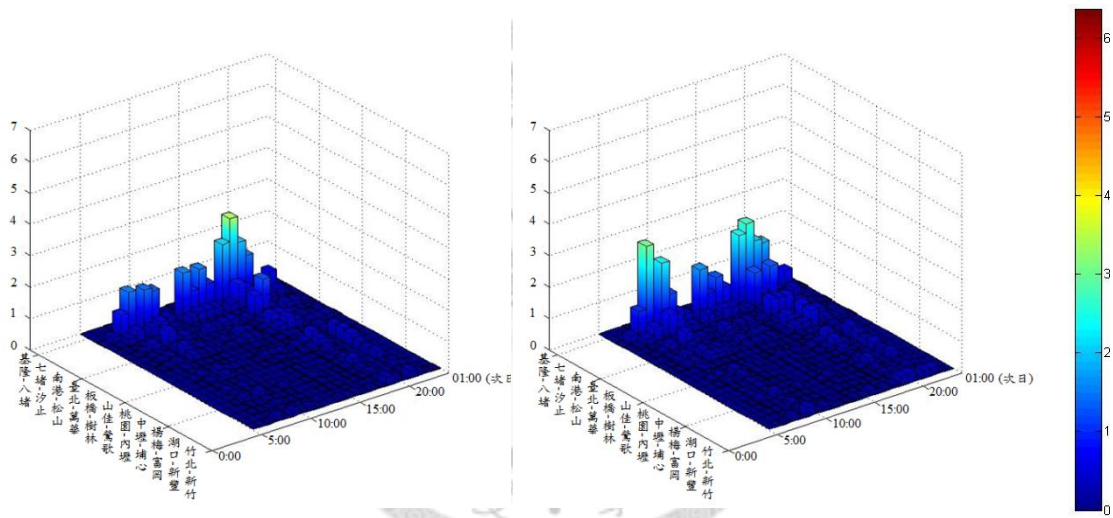 7
6
5
4
3
2
1
0
基隆-八堵
七堵-汐止
南港-松山
臺北-萬華
板橋-樹林
山佳-鶯歌
桃園-內壢
中壢-埔心
楊梅-富岡
湖口-新豐
竹北-新竹
0:00
5:00
10:00
15:00
20:00
01:00 (次日
7
6
5
4
3
2
1
0
基隆-八堵
七堵-汐止
南港-松山
臺北-萬華
板橋-樹林
山佳-鶯歌
桃園-內壢
中壢-埔心
楊梅-富岡
湖口-新豐
竹北-新竹
0:00
5:00
10:00
15:00
20:00
01:00 (次日)
6
5
4
3
2
1
0